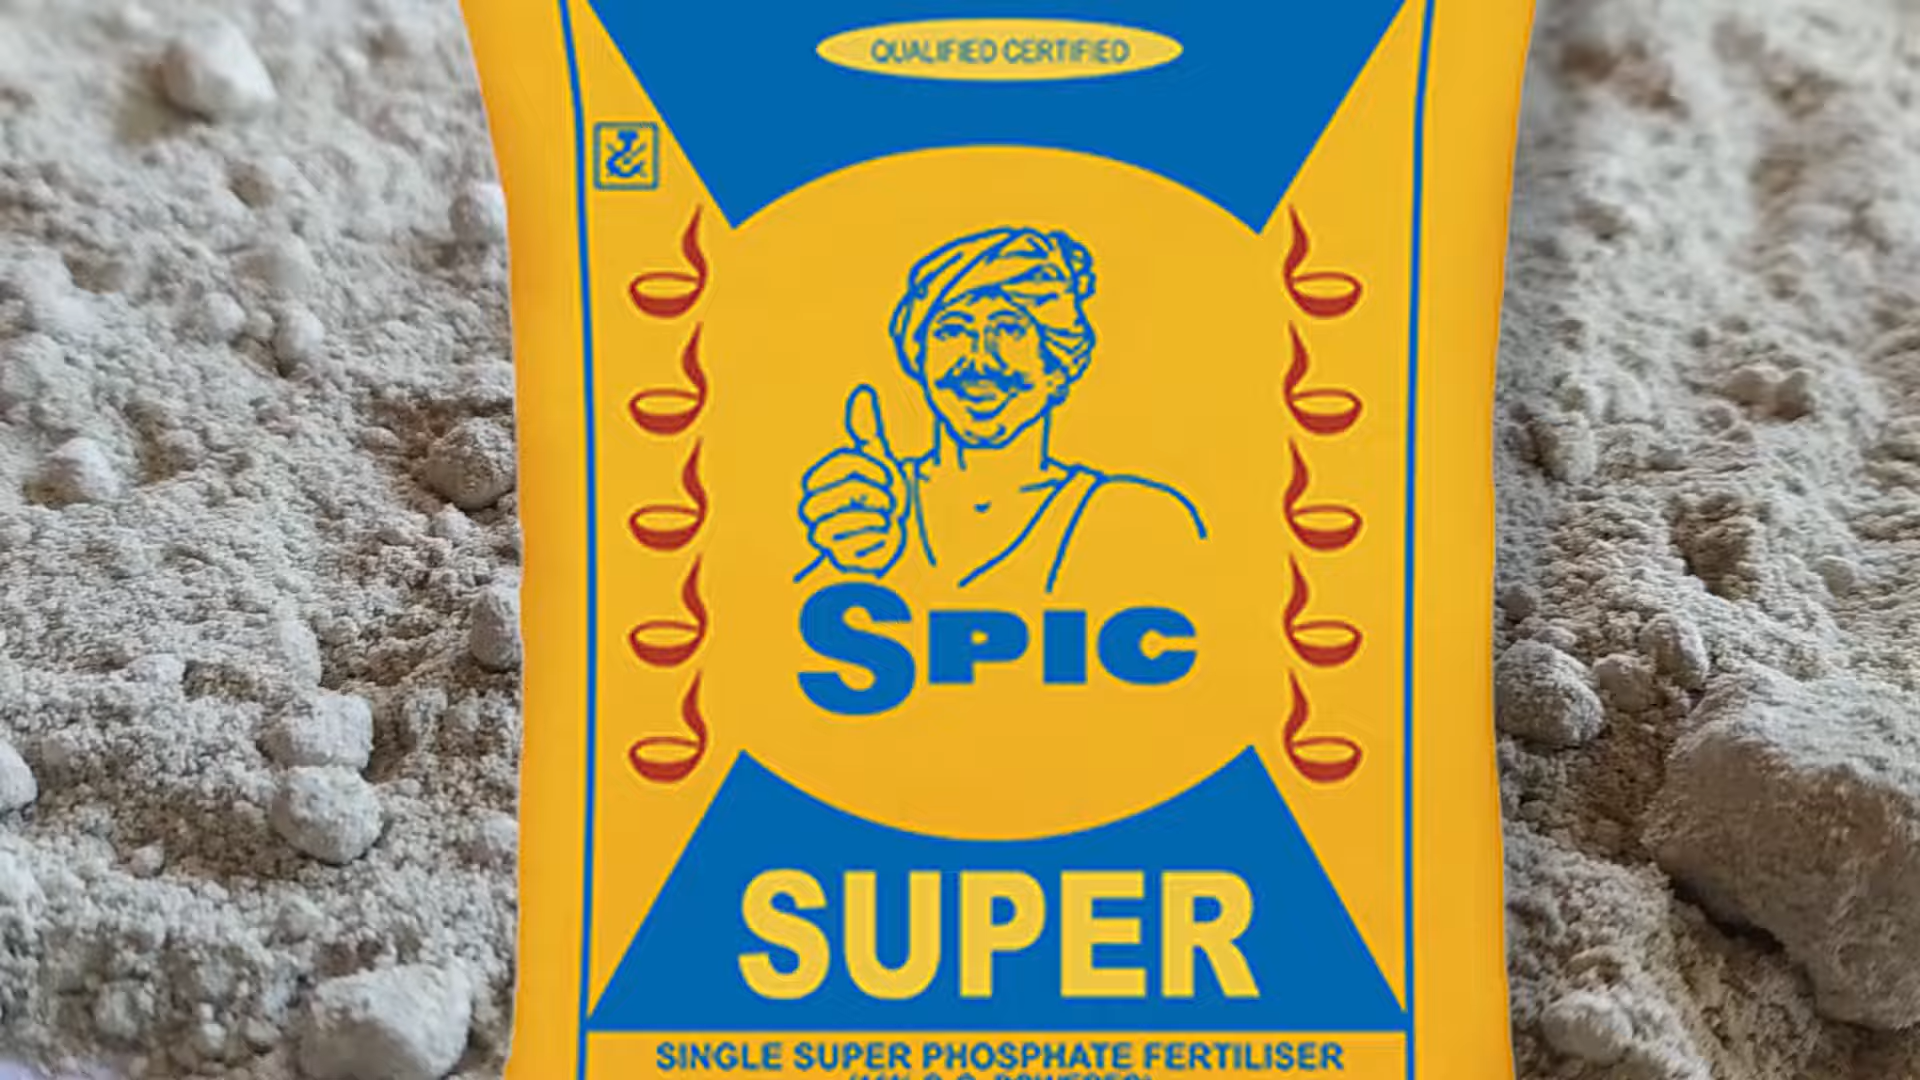 QUALIFIED CERTIFIED
SPIC
SUPER
SINGLE SUPER PHOSPHATE FERTILISER